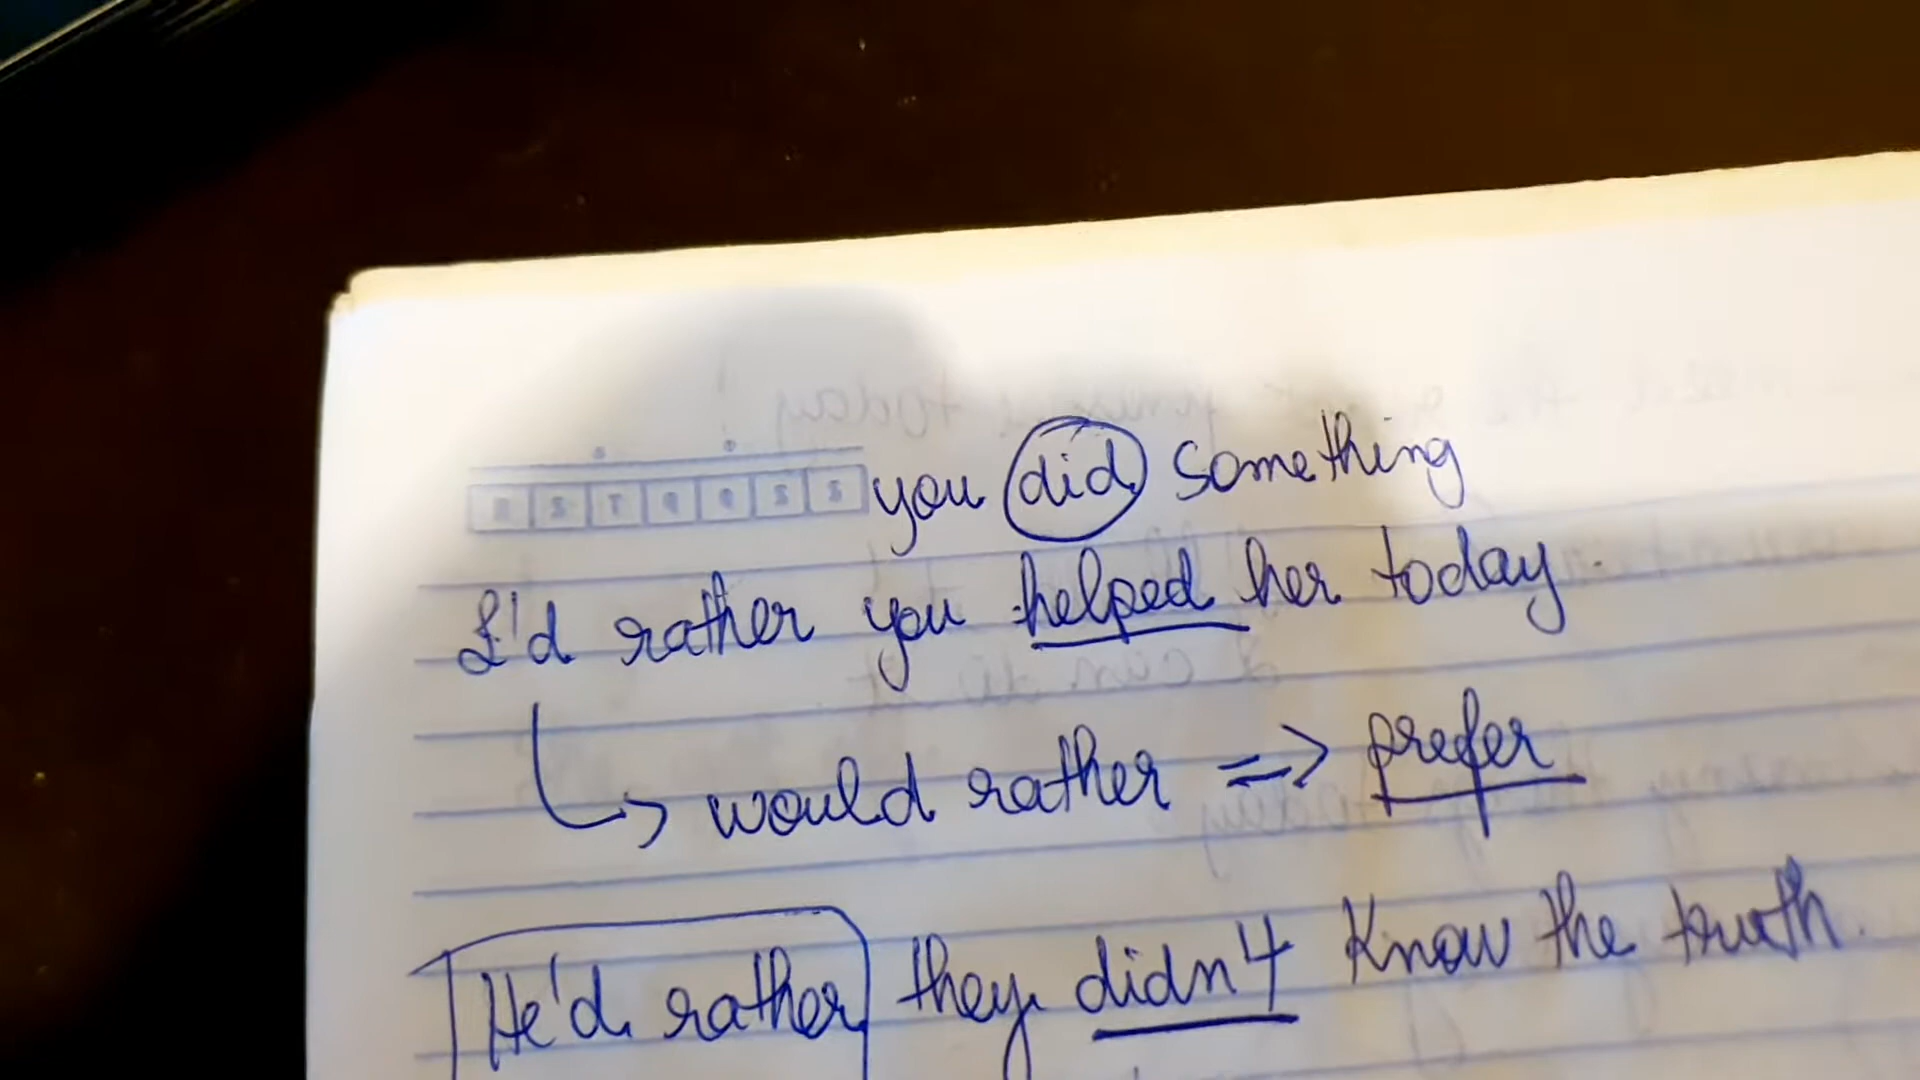 you did something
I'd rather you helped her today.
would rather => prefer
He'd rather they didn't know the truth.